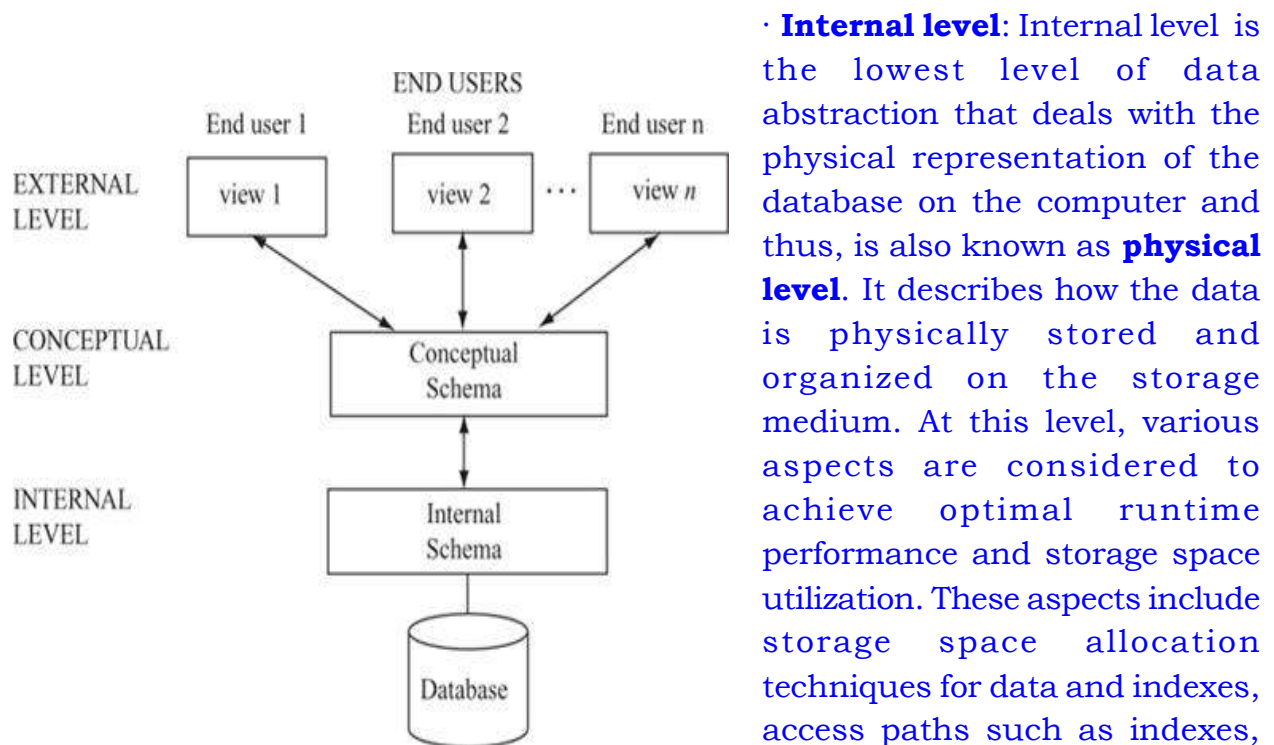 END USERS
End user 1 End user 2 End user n
EXTERNAL
LEVEL
view 1 view 2 ··· view n
CONCEPTUAL
LEVEL
Conceptual
Schema
INTERNAL
LEVEL
Internal
Schema
Database
· Internal level: Internal level is
the lowest level of data
abstraction that deals with the
physical representation of the
database on the computer and
thus, is also known as physical
level. It describes how the data
is physically stored and
organized on the storage
medium. At this level, various
aspects are considered to
achieve optimal runtime
performance and storage space
utilization. These aspects include
storage space allocation
techniques for data and indexes,
access paths such as indexes,